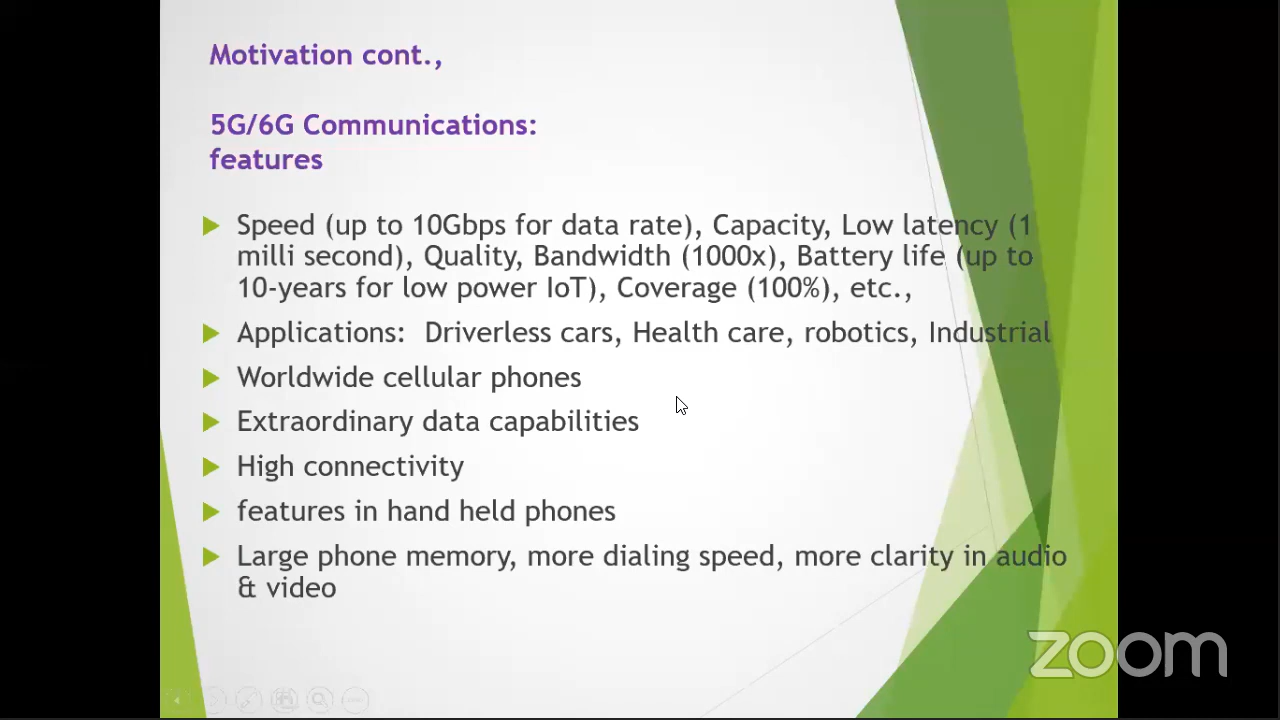 Motivation cont.,
5G/6G Communications:
features
Speed (up to 10Gbps for data rate), Capacity, Low latency (1
milli second), Quality, Bandwidth (1000x), Battery life (up to
10-years for low power IoT), Coverage (100%), etc.,
Applications:  Driverless cars, Health care, robotics, Industrial
Worldwide cellular phones
Extraordinary data capabilities
High connectivity
features in hand held phones
Large phone memory, more dialing speed, more clarity in audio
& video
zoom